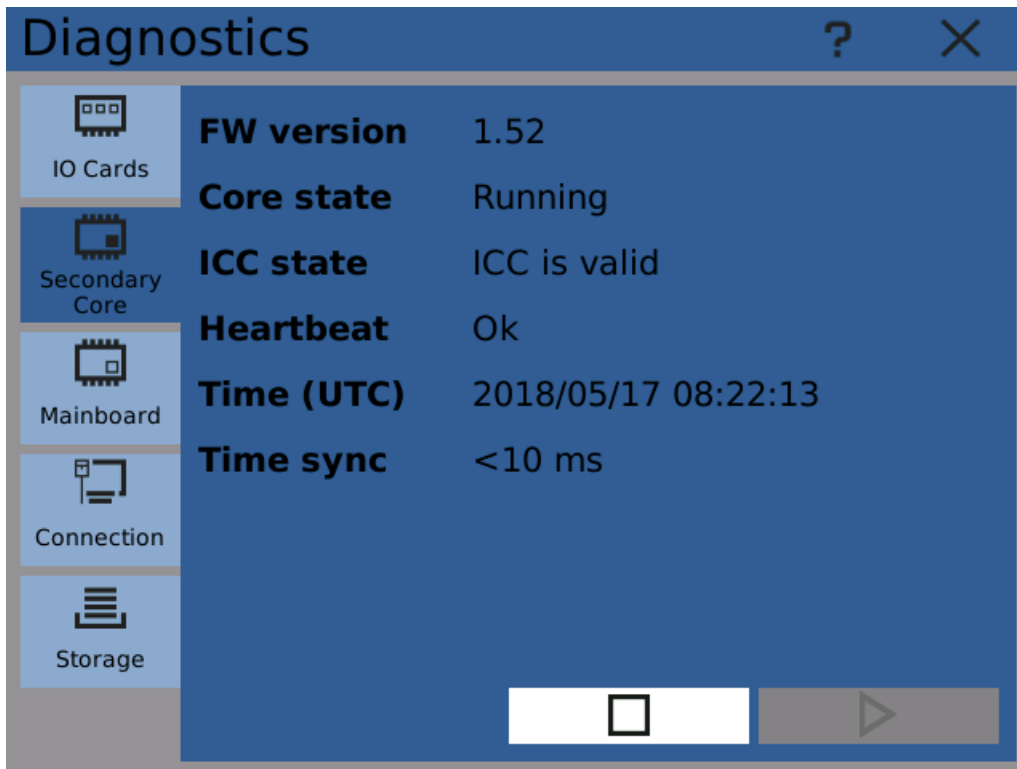 Diagnostics ?
IO Cards
Secondary
Core
Mainboard
Connection
Storage
FW version 1.52
Core state Running
ICC state ICC is valid
Heartbeat Ok
Time (UTC) 2018/05/17 08:22:13
Time sync <10 ms